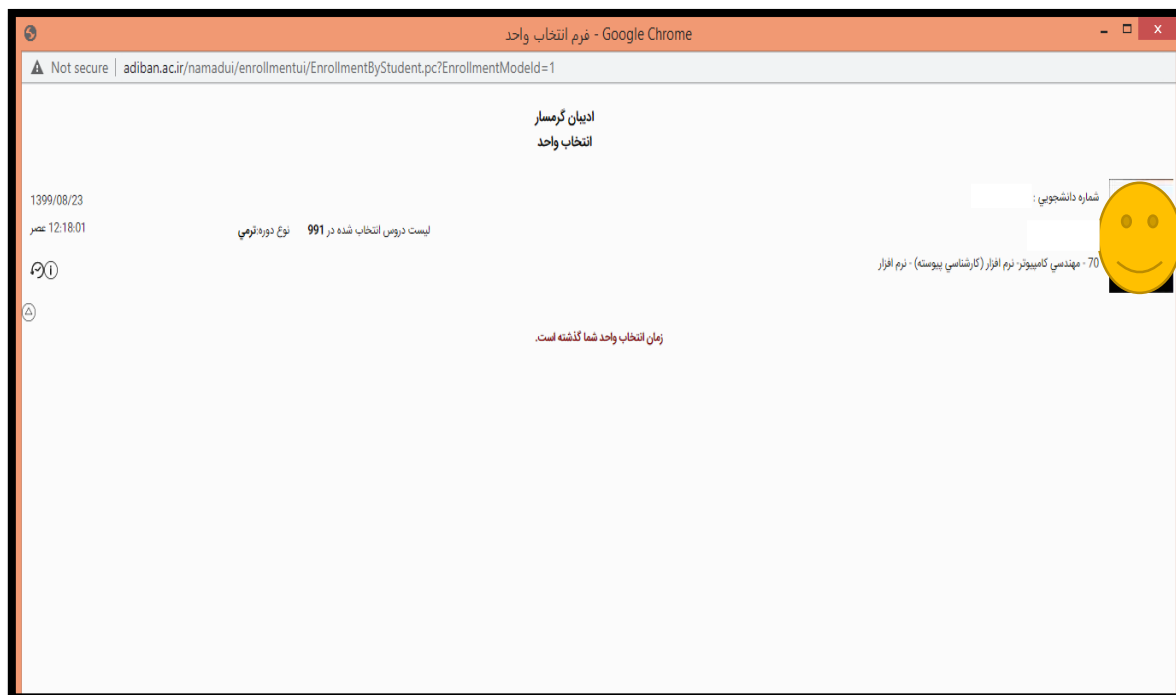 فرم انتخاب واحد - Google Chrome
Not secure | adiban.ac.ir/namadui/enrollmentui/EnrollmentByStudent.pc?EnrollmentModeId=1
ادیبان گرمسار
انتخاب واحد
شماره دانشجويي :
1399/08/23
ليست دروس انتخاب شده در 991 نوع دوره:ترمي
12:18:01 عصر
70 - مهندسي کامپيوتر- نرم افزار (کارشناسي پيوسته) - نرم افزار
زمان انتخاب واحد شما گذشته است.